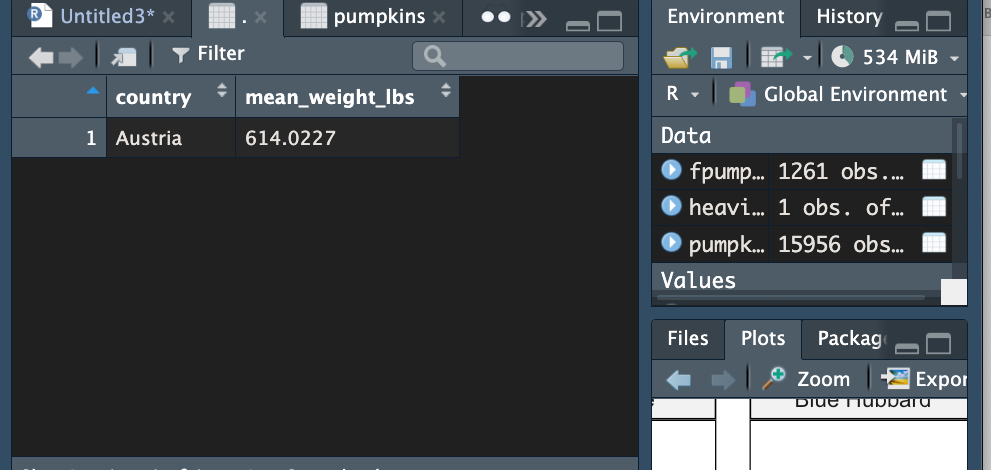 Untitled3*
.
pumpkins
Filter
country mean_weight_lbs
1 Austria 614.0227
Environment History
534 MiB
R Global Environment
Data
fpump… 1261 obs.…
heavi… 1 obs. of…
pumpk… 15956 obs…
Values
Files Plots Packag
Zoom Expor
Blue Hubbard